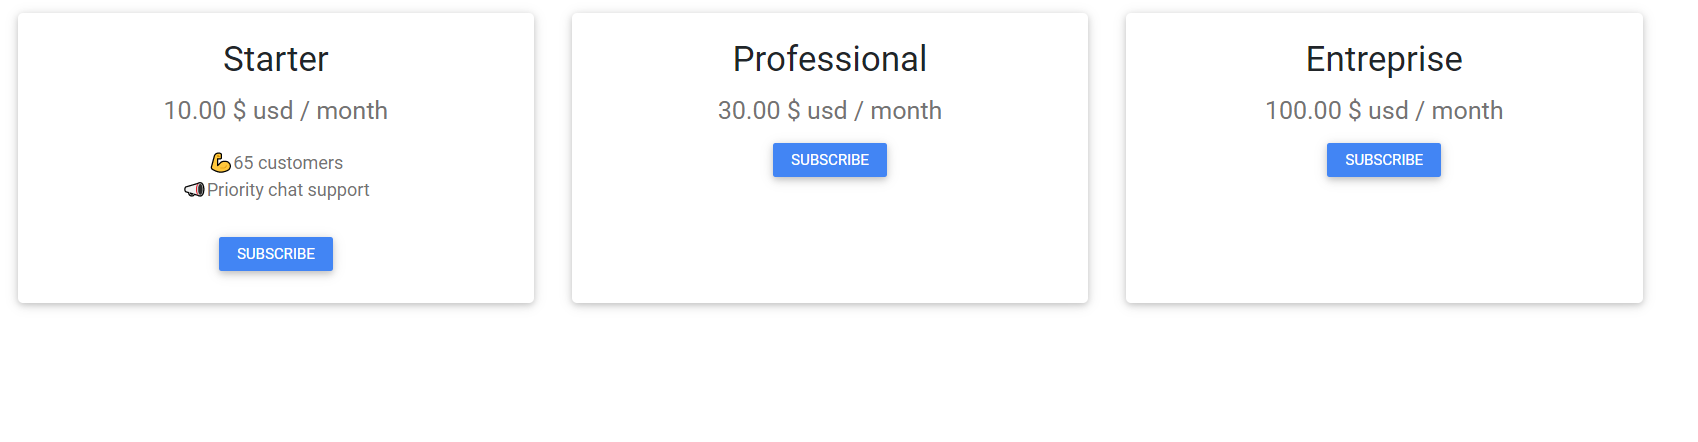 Starter
10.00 $ usd / month
💪65 customers
📢Priority chat support
SUBSCRIBE
Professional
30.00 $ usd / month
SUBSCRIBE
Entreprise
100.00 $ usd / month
SUBSCRIBE